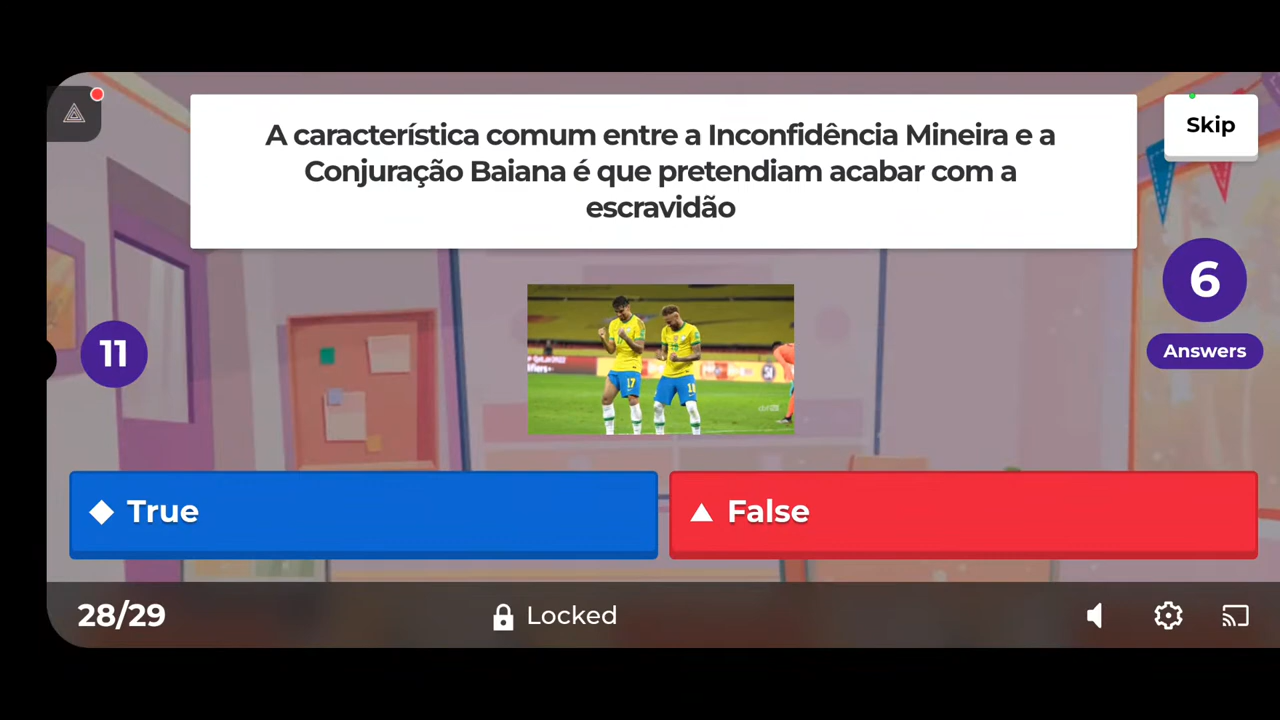 A característica comum entre a Inconfidência Mineira e a
Conjuração Baiana é que pretendiam acabar com a
escravidão
Skip
6
Answers
11
17
True
False
28/29
Locked